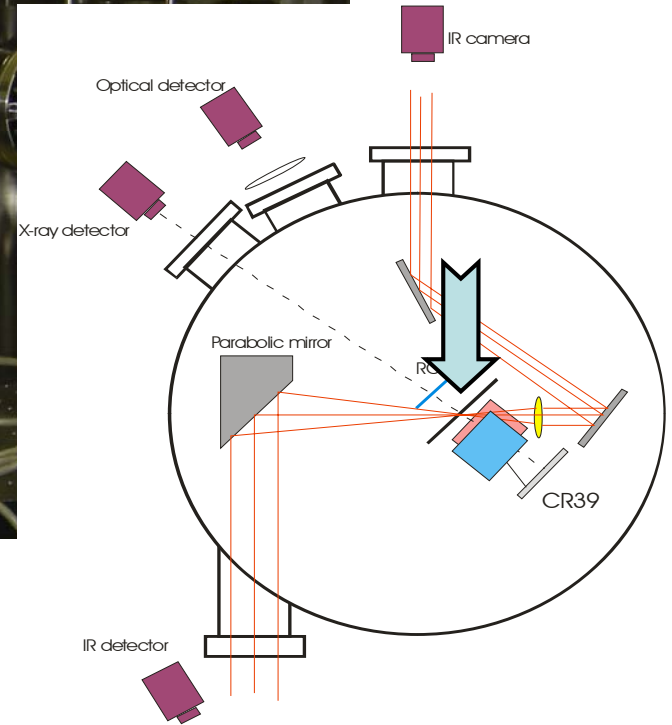 IR camera
Optical detector
X-ray detector
Parabolic mirror
CR39
IR detector